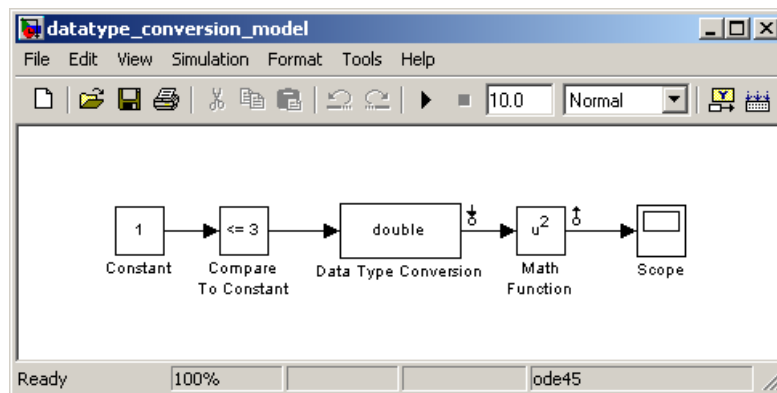 datatype_conversion_model
File Edit View Simulation Format Tools Help
10.0 Normal
1 <= 3 double u²
Constant Compare To Constant Data Type Conversion Math Function Scope
Ready 100% ode45